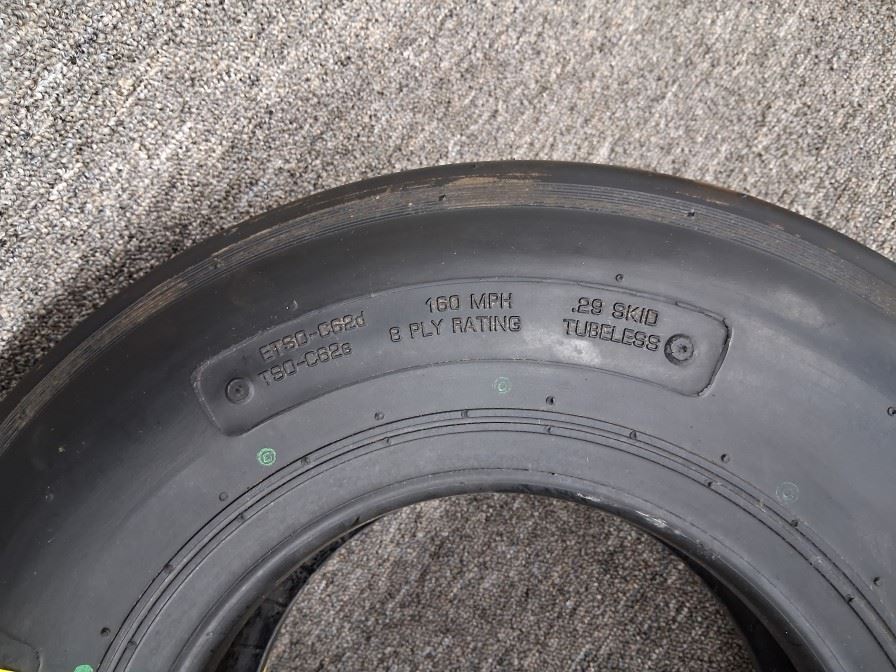 ETSO-C62d
TSO-C62e
160 MPH
8 PLY RATING
.29 SKID
TUBELESS